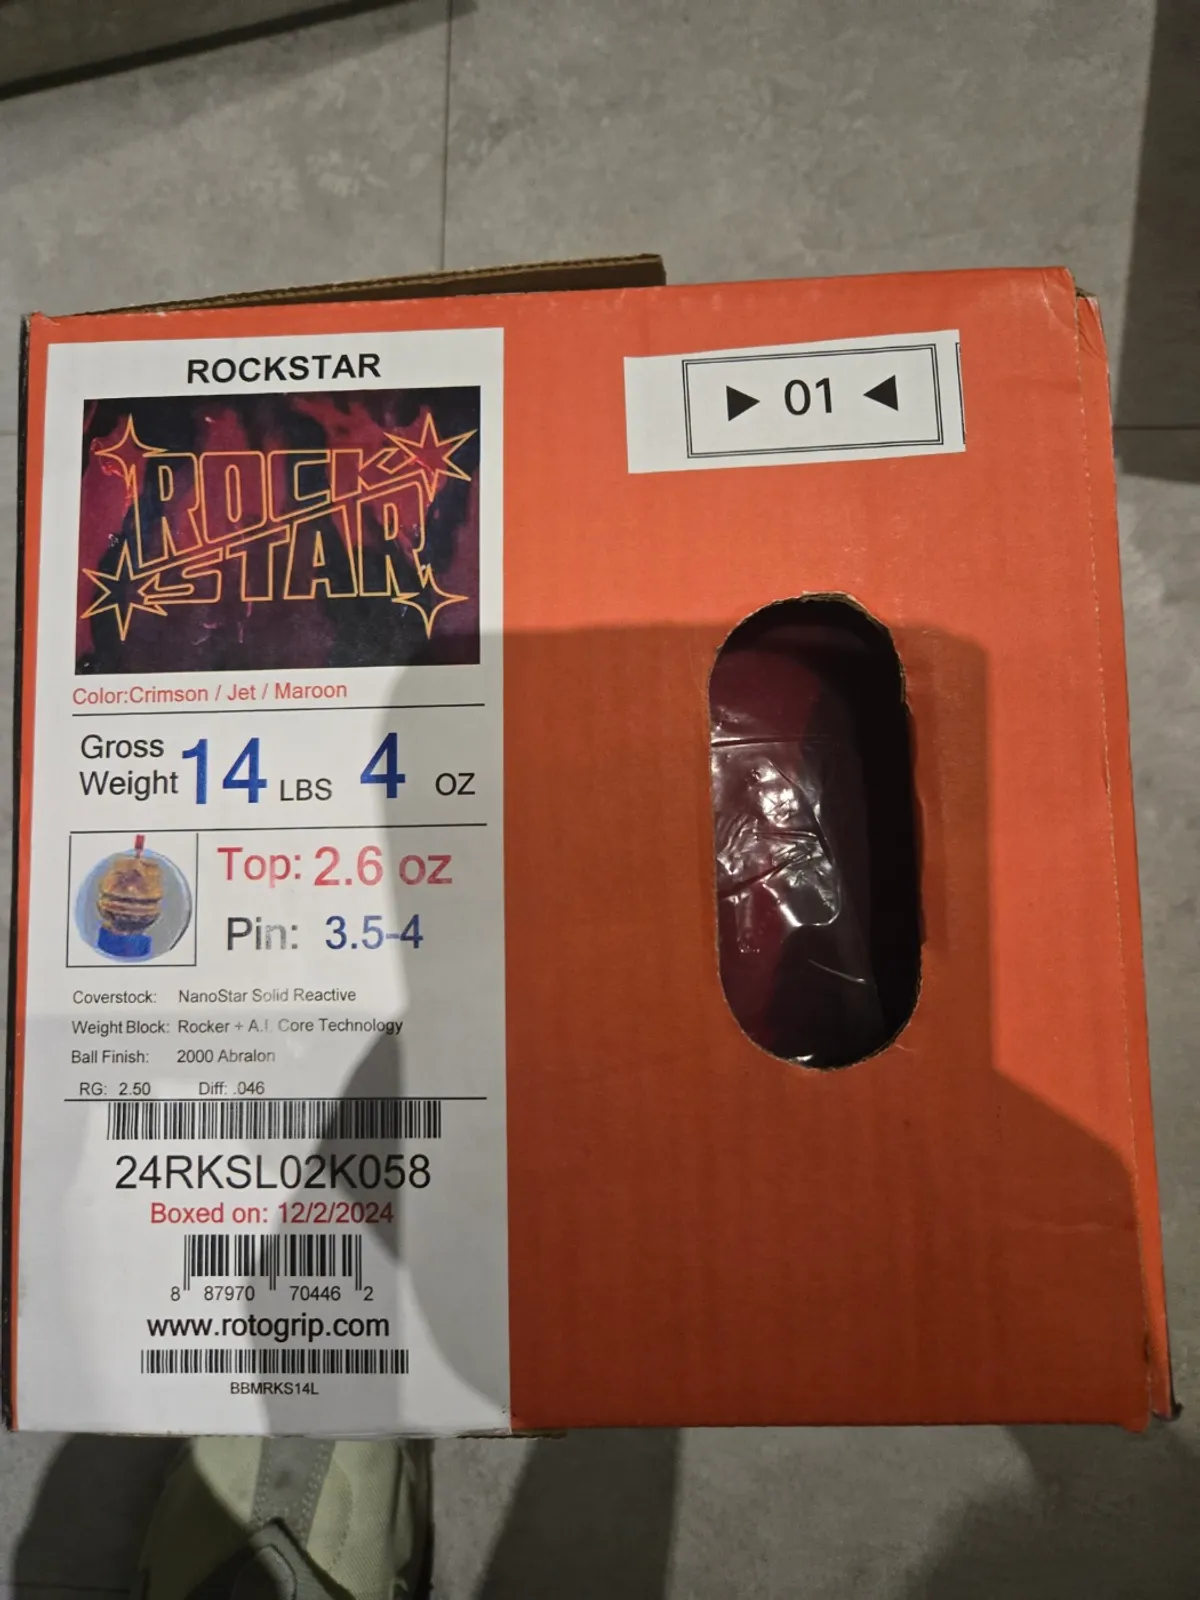 ROCKSTAR
ROCK
STAR
Color:Crimson / Jet / Maroon
Gross Weight 14 LBS 4 OZ
Top: 2.6 oz
Pin: 3.5-4
Coverstock: NanoStar Solid Reactive
Weight Block: Rocker + A.I. Core Technology
Ball Finish: 2000 Abralon
RG: 2.50 Diff: .046
24RKSL02K058
Boxed on: 12/2/2024
8 87970 70446 2
www.rotogrip.com
BBMRKS14L
▶ 01 ◀